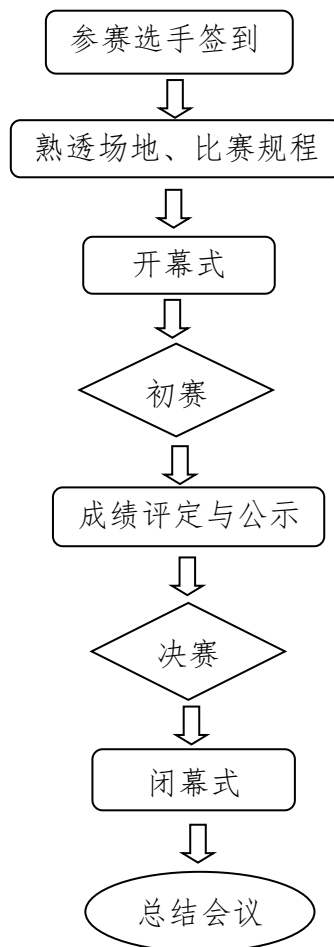 参赛选手签到
熟透场地、比赛规程
开幕式
初赛
成绩评定与公示
决赛
闭幕式
总结会议